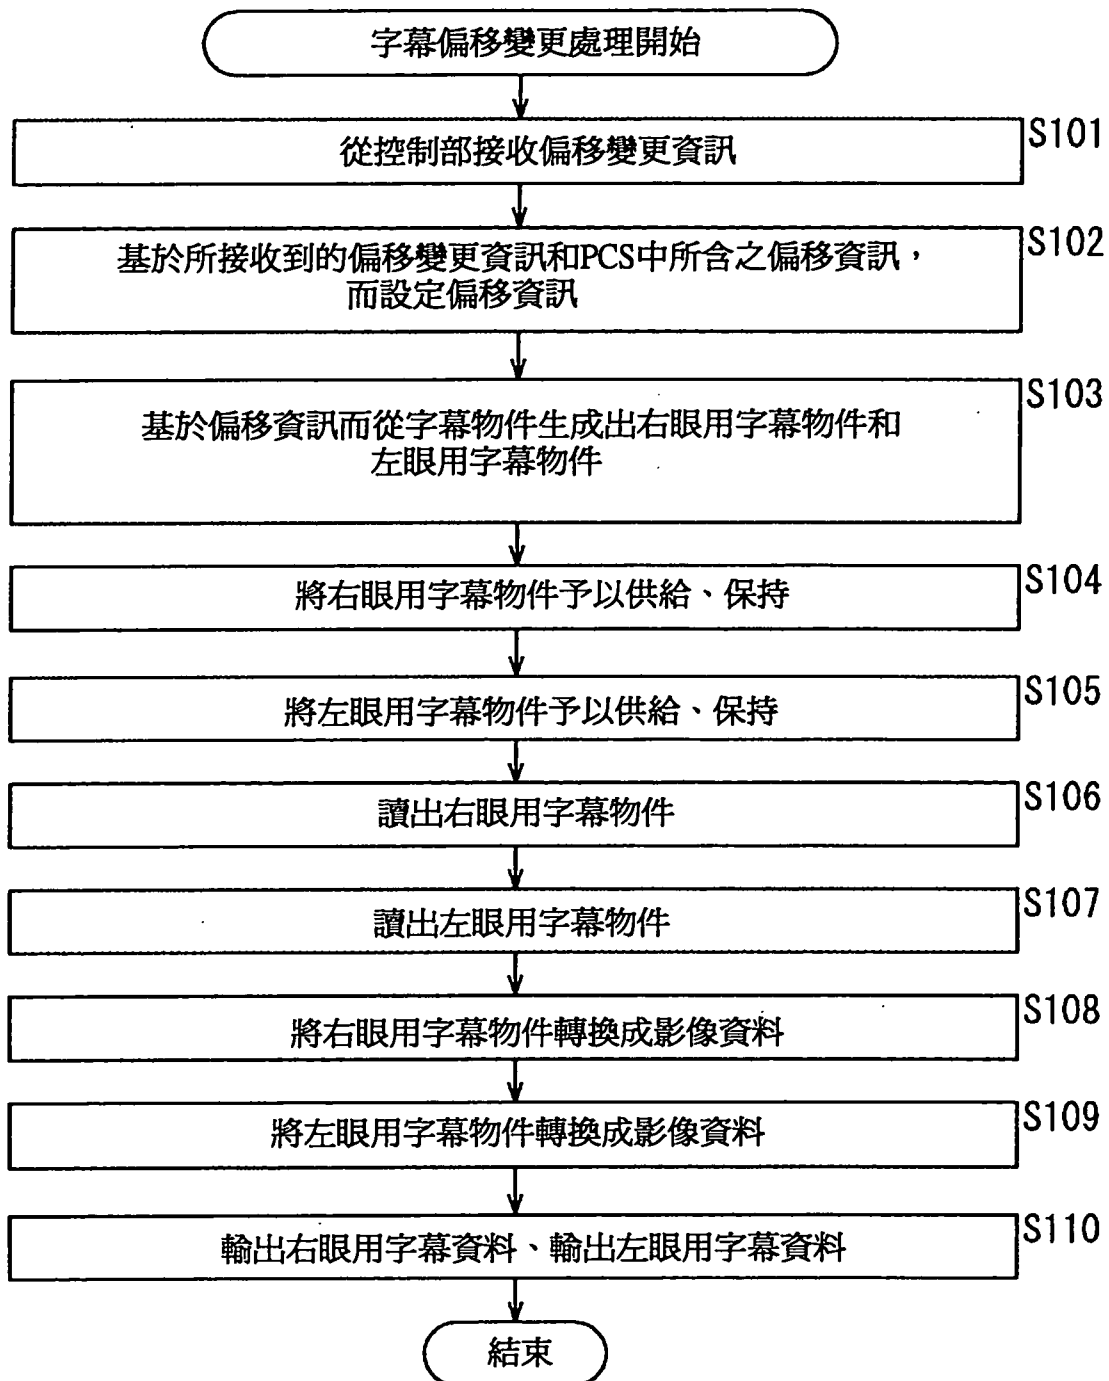 字幕偏移變更處理開始
S101
從控制部接收偏移變更資訊
S102
基於所接收到的偏移變更資訊和PCS中所含之偏移資訊，
而設定偏移資訊
S103
基於偏移資訊而從字幕物件生成出右眼用字幕物件和
左眼用字幕物件
S104
將右眼用字幕物件予以供給、保持
S105
將左眼用字幕物件予以供給、保持
S106
讀出右眼用字幕物件
S107
讀出左眼用字幕物件
S108
將右眼用字幕物件轉換成影像資料
S109
將左眼用字幕物件轉換成影像資料
S110
輸出右眼用字幕資料、輸出左眼用字幕資料
結束